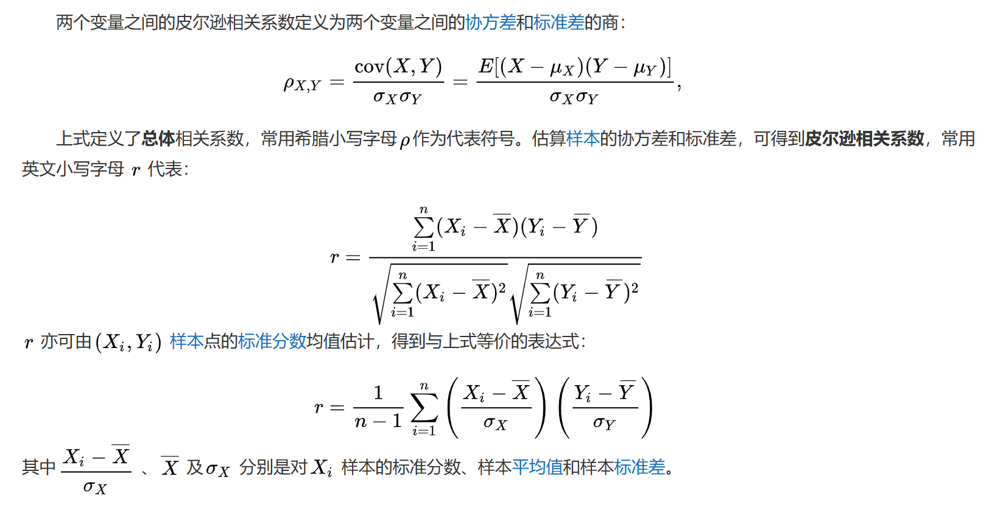 两个变量之间的皮尔逊相关系数定义为两个变量之间的协方差和标准差的商：
$\rho_{X,Y} = \frac{\mathrm{cov}(X,Y)}{\sigma_X \sigma_Y} = \frac{E[(X-\mu_X)(Y-\mu_Y)]}{\sigma_X \sigma_Y},$
上式定义了总体相关系数，常用希腊小写字母 $\rho$ 作为代表符号。估算样本的协方差和标准差，可得到皮尔逊相关系数，常用
英文小写字母 $r$ 代表：
$r = \frac{\sum\limits_{i=1}^{n}(X_i - \overline{X})(Y_i - \overline{Y})}{\sqrt{\sum\limits_{i=1}^{n}(X_i - \overline{X})^2}\sqrt{\sum\limits_{i=1}^{n}(Y_i - \overline{Y})^2}}$
$r$ 亦可由 $(X_i, Y_i)$ 样本点的标准分数均值估计，得到与上式等价的表达式：
$r = \frac{1}{n-1}\sum\limits_{i=1}^{n}\left(\frac{X_i - \overline{X}}{\sigma_X}\right)\left(\frac{Y_i - \overline{Y}}{\sigma_Y}\right)$
其中 $\frac{X_i - \overline{X}}{\sigma_X}$ 、 $\overline{X}$ 及 $\sigma_X$ 分别是对 $X_i$ 样本的标准分数、样本平均值和样本标准差。